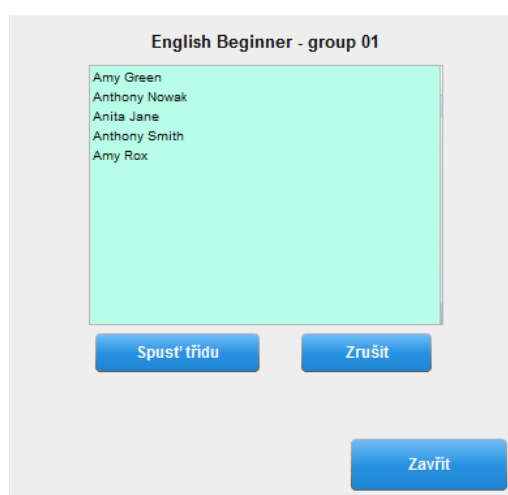 English Beginner - group 01
Amy Green
Anthony Nowak
Anita Jane
Anthony Smith
Amy Rox
Spusť třídu
Zrušit
Zavřít